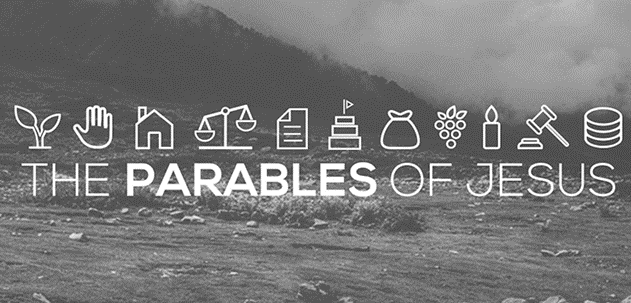 THE PARABLES OF JESUS